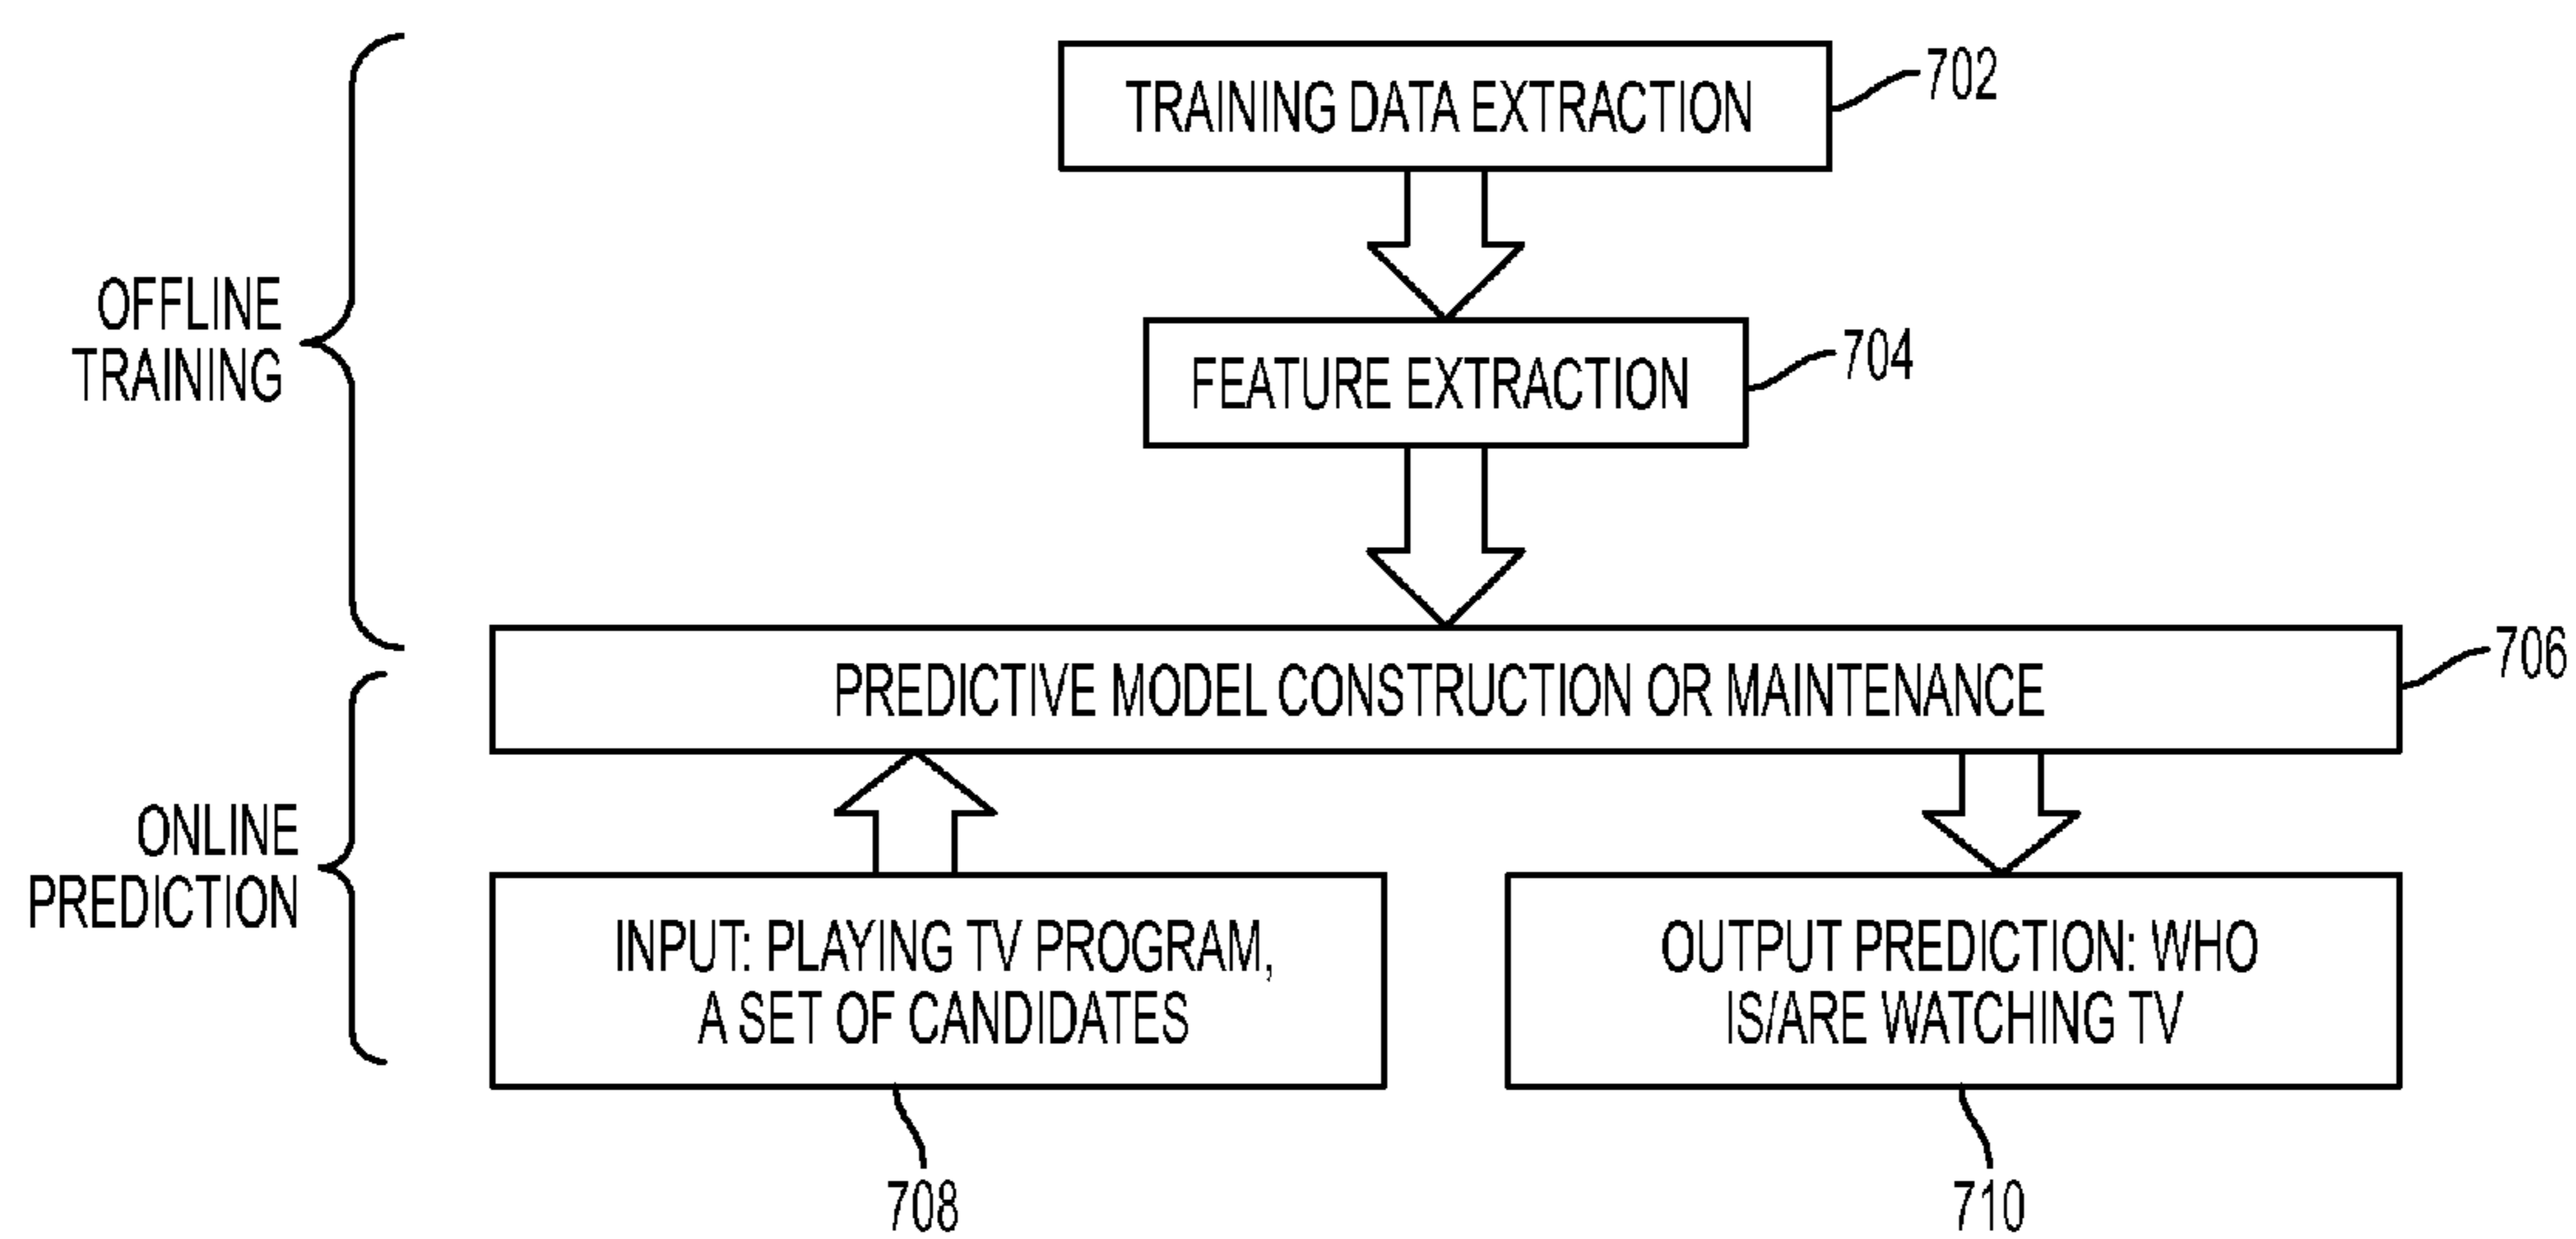 TRAINING DATA EXTRACTION
702
OFFLINE
TRAINING
FEATURE EXTRACTION
704
PREDICTIVE MODEL CONSTRUCTION OR MAINTENANCE
706
ONLINE
PREDICTION
INPUT: PLAYING TV PROGRAM,
A SET OF CANDIDATES
708
OUTPUT PREDICTION: WHO
IS/ARE WATCHING TV
710